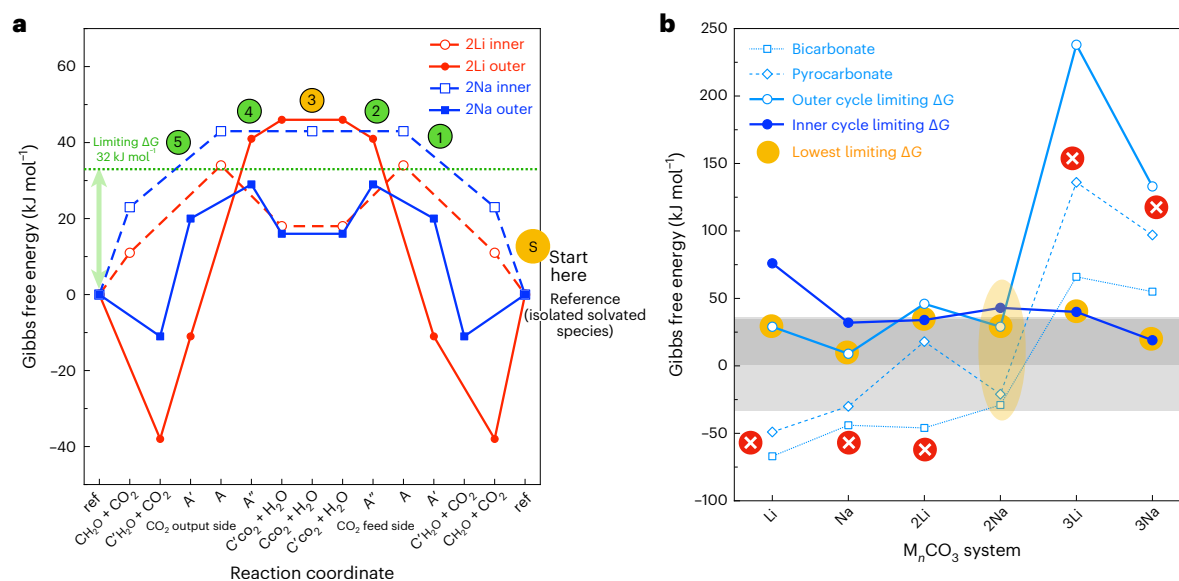 a
Gibbs free energy (kJ mol⁻¹)
60
40
20
0
−20
−40
2Li inner
2Li outer
2Na inner
2Na outer
5
4
3
2
1
Limiting ΔG
32 kJ mol⁻¹
S
Start
here
Reference
(isolated solvated
species)
ref
CH₂O + CO₂
C′H₂O + CO₂
A′
A
A″
C′co₂ + H₂O
Cco₂ + H₂O
C′co₂ + H₂O
A″
A
A′
C′H₂O + CO₂
CH₂O + CO₂
ref
CO₂ output side
CO₂ feed side
Reaction coordinate
b
Gibbs free energy (kJ mol⁻¹)
250
200
150
100
50
0
−50
−100
Bicarbonate
Pyrocarbonate
Outer cycle limiting ΔG
Inner cycle limiting ΔG
Lowest limiting ΔG
Li
Na
2Li
2Na
3Li
3Na
MₙCO₃ system